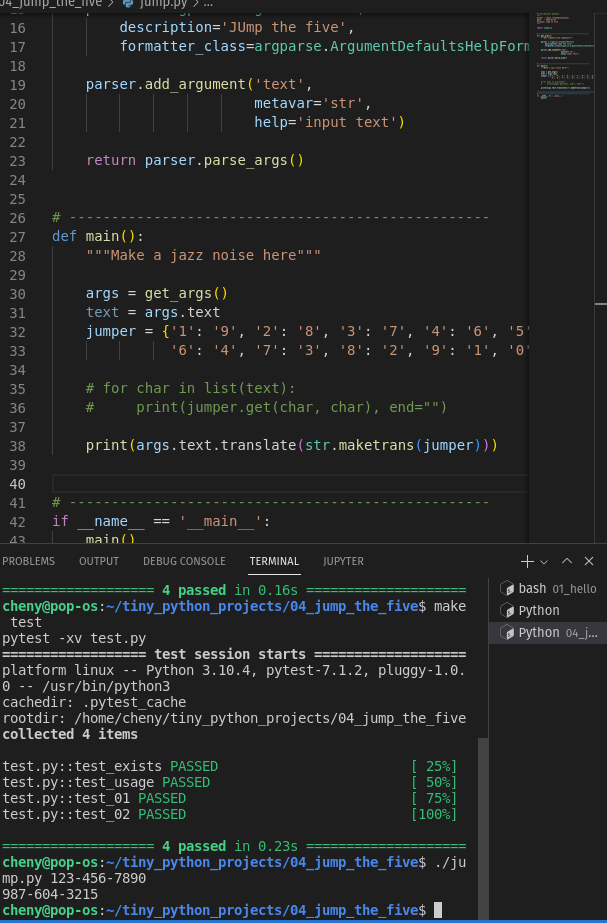 04_jump_the_five > jump.py > ...
16 description='JUmp the five',
17 formatter_class=argparse.ArgumentDefaultsHelpForm
18
19 parser.add_argument('text',
20 metavar='str',
21 help='input text')
22
23 return parser.parse_args()
24
25
26 # --------------------------------------------------
27 def main():
28 """Make a jazz noise here"""
29
30 args = get_args()
31 text = args.text
32 jumper = {'1': '9', '2': '8', '3': '7', '4': '6', '5'
33 '6': '4', '7': '3', '8': '2', '9': '1', '0'
34
35 # for char in list(text):
36 #     print(jumper.get(char, char), end="")
37
38 print(args.text.translate(str.maketrans(jumper)))
39
40
41 # --------------------------------------------------
42 if __name__ == '__main__':
43 main()
PROBLEMS OUTPUT DEBUG CONSOLE TERMINAL JUPYTER
=================== 4 passed in 0.16s ====================
cheny@pop-os:~/tiny_python_projects/04_jump_the_five$ make
test
pytest -xv test.py
================== test session starts ===================
platform linux -- Python 3.10.4, pytest-7.1.2, pluggy-1.0.
0 -- /usr/bin/python3
cachedir: .pytest_cache
rootdir: /home/cheny/tiny_python_projects/04_jump_the_five
collected 4 items
test.py::test_exists PASSED [ 25%]
test.py::test_usage PASSED [ 50%]
test.py::test_01 PASSED [ 75%]
test.py::test_02 PASSED [100%]
=================== 4 passed in 0.23s ====================
cheny@pop-os:~/tiny_python_projects/04_jump_the_five$ ./ju
mp.py 123-456-7890
987-604-3215
cheny@pop-os:~/tiny_python_projects/04_jump_the_five$
bash 01_hello
Python
Python 04_j...